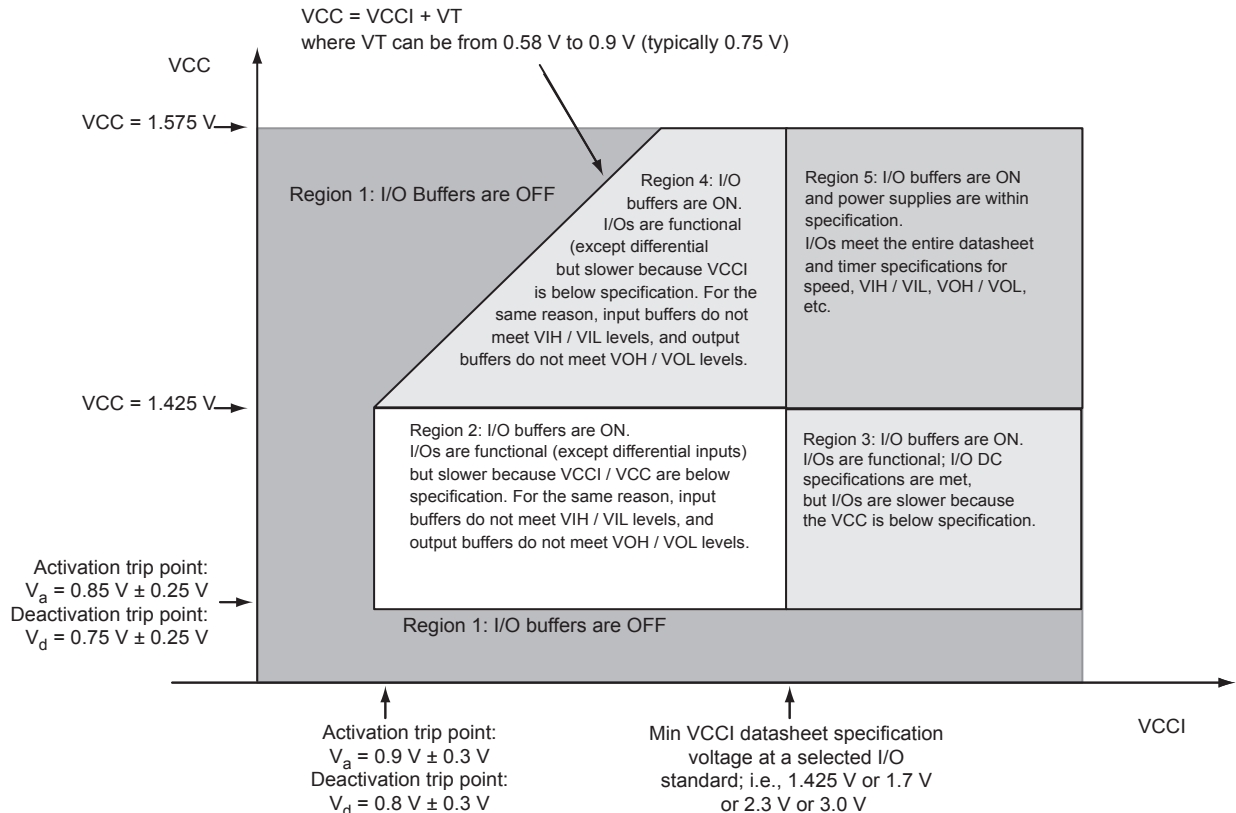 VCC = VCCI + VT
where VT can be from 0.58 V to 0.9 V (typically 0.75 V)
VCC
VCC = 1.575 V
Region 1: I/O Buffers are OFF
Region 4: I/O
buffers are ON.
I/Os are functional
(except differential
but slower because VCCI
is below specification. For the
same reason, input buffers do not
meet VIH / VIL levels, and output
buffers do not meet VOH / VOL levels.
Region 5: I/O buffers are ON
and power supplies are within
specification.
I/Os meet the entire datasheet
and timer specifications for
speed, VIH / VIL, VOH / VOL,
etc.
VCC = 1.425 V
Region 2: I/O buffers are ON.
I/Os are functional (except differential inputs)
but slower because VCCI / VCC are below
specification. For the same reason, input
buffers do not meet VIH / VIL levels, and
output buffers do not meet VOH / VOL levels.
Region 3: I/O buffers are ON.
I/Os are functional; I/O DC
specifications are met,
but I/Os are slower because
the VCC is below specification.
Activation trip point:
Va = 0.85 V ± 0.25 V
Deactivation trip point:
Vd = 0.75 V ± 0.25 V
Region 1: I/O buffers are OFF
Activation trip point:
Va = 0.9 V ± 0.3 V
Deactivation trip point:
Vd = 0.8 V ± 0.3 V
Min VCCI datasheet specification
voltage at a selected I/O
standard; i.e., 1.425 V or 1.7 V
or 2.3 V or 3.0 V
VCCI